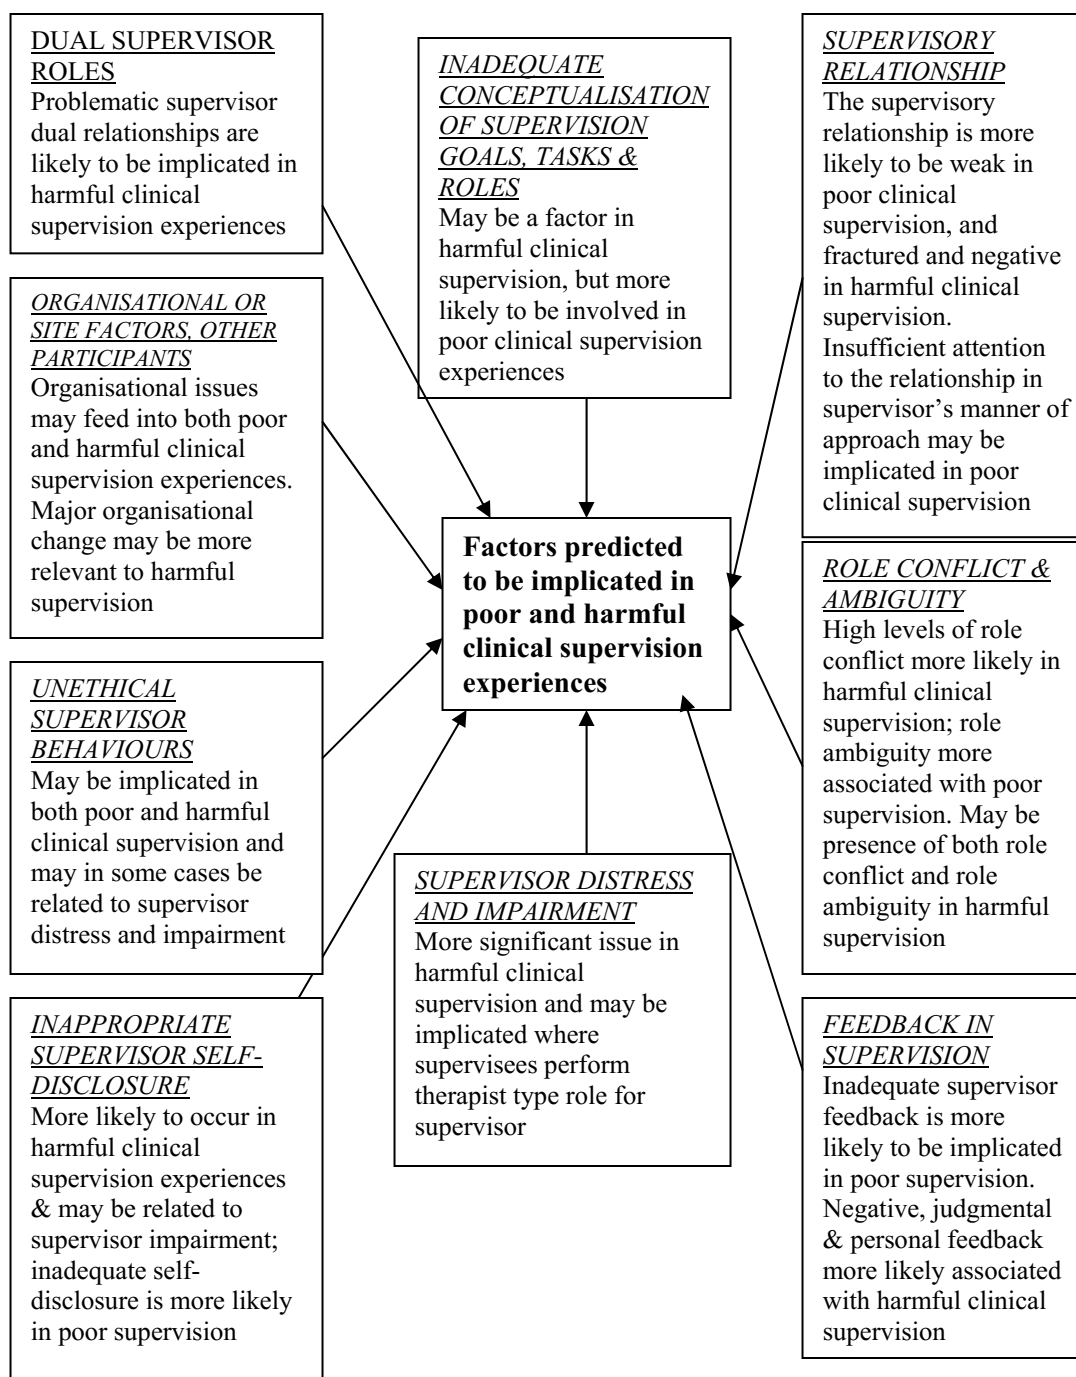 DUAL SUPERVISOR
ROLES
Problematic supervisor
dual relationships are
likely to be implicated in
harmful clinical
supervision experiences
ORGANISATIONAL OR
SITE FACTORS, OTHER
PARTICIPANTS
Organisational issues
may feed into both poor
and harmful clinical
supervision experiences.
Major organisational
change may be more
relevant to harmful
supervision
UNETHICAL
SUPERVISOR
BEHAVIOURS
May be implicated in
both poor and harmful
clinical supervision and
may in some cases be
related to supervisor
distress and impairment
INAPPROPRIATE
SUPERVISOR SELF-
DISCLOSURE
More likely to occur in
harmful clinical
supervision experiences
& may be related to
supervisor impairment;
inadequate self-
disclosure is more likely
in poor supervision
INADEQUATE
CONCEPTUALISATION
OF SUPERVISION
GOALS, TASKS &
ROLES
May be a factor in
harmful clinical
supervision, but more
likely to be involved in
poor clinical supervision
experiences
Factors predicted
to be implicated in
poor and harmful
clinical supervision
experiences
SUPERVISOR DISTRESS
AND IMPAIRMENT
More significant issue in
harmful clinical
supervision and may be
implicated where
supervisees perform
therapist type role for
supervisor
SUPERVISORY
RELATIONSHIP
The supervisory
relationship is more
likely to be weak in
poor clinical
supervision, and
fractured and negative
in harmful clinical
supervision.
Insufficient attention
to the relationship in
supervisor’s manner of
approach may be
implicated in poor
clinical supervision
ROLE CONFLICT &
AMBIGUITY
High levels of role
conflict more likely in
harmful clinical
supervision; role
ambiguity more
associated with poor
supervision. May be
presence of both role
conflict and role
ambiguity in harmful
supervision
FEEDBACK IN
SUPERVISION
Inadequate supervisor
feedback is more
likely to be implicated
in poor supervision.
Negative, judgmental
& personal feedback
more likely associated
with harmful clinical
supervision